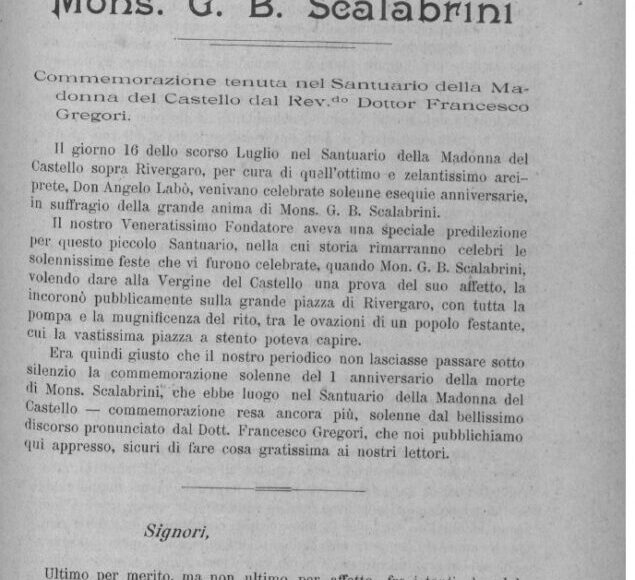 Mons. G. B. Scalabrini
Commemorazione tenuta nel Santuario della Ma-
donna del Castello dal Rev.do Dottor Francesco
Gregori.
Il giorno 16 dello scorso Luglio nel Santuario della Madonna del
Castello sopra Rivergaro, per cura di quell'ottimo e zelantissimo arci-
prete, Don Angelo Labò, venivano celebrate solenne esequie anniversarie,
in suffragio della grande anima di Mons. G. B. Scalabrini.
Il nostro Veneratissimo Fondatore aveva una speciale predilezione
per questo piccolo Santuario, nella cui storia rimarranno celebri le
solennissime feste che vi furono celebrate, quando Mon. G. B. Scalabrini,
volendo dare alla Vergine del Castello una prova del suo affetto, la
incoronò pubblicamente sulla grande piazza di Rivergaro, con tutta la
pompa e la mugnificenza del rito, tra le ovazioni di un popolo festante,
cui la vastissima piazza a stento poteva capire.
Era quindi giusto che il nostro periodico non lasciasse passare sotto
silenzio la commemorazione solenne del 1 anniversario della morte
di Mons. Scalabrini, che ebbe luogo nel Santuario della Madonna del
Castello — commemorazione resa ancora più, solenne dal bellissimo
discorso pronunciato dal Dott. Francesco Gregori, che noi pubblichiamo
qui appresso, sicuri di fare cosa gratissima ai nostri lettori.
Signori,
Ultimo per merito, ma non ultimo per affetto, fra